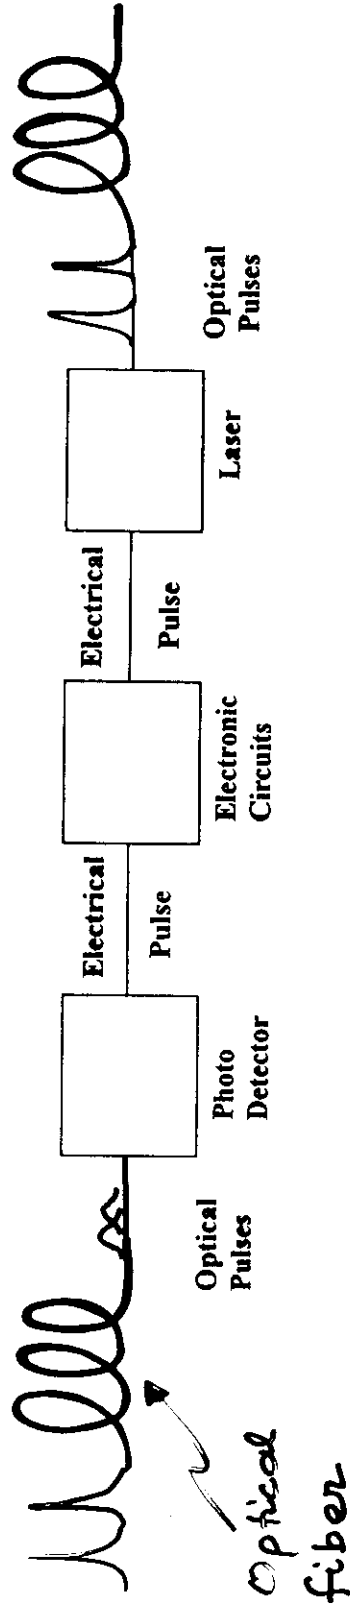 Optical
fiber
Optical
Pulses
Photo
Detector
Electrical
Pulse
Electronic
Circuits
Electrical
Pulse
Laser
Optical
Pulses